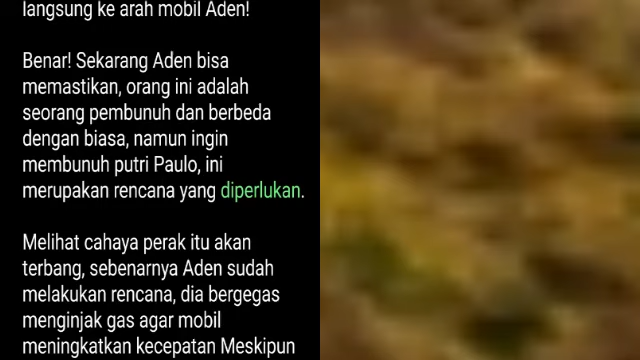 langsung ke arah mobil Aden!
Benar! Sekarang Aden bisa
memastikan, orang ini adalah
seorang pembunuh dan berbeda
dengan biasa, namun ingin
membunuh putri Paulo, ini
merupakan rencana yang diperlukan.
Melihat cahaya perak itu akan
terbang, sebenarnya Aden sudah
melakukan rencana, dia bergegas
menginjak gas agar mobil
meningkatkan kecepatan Meskipun